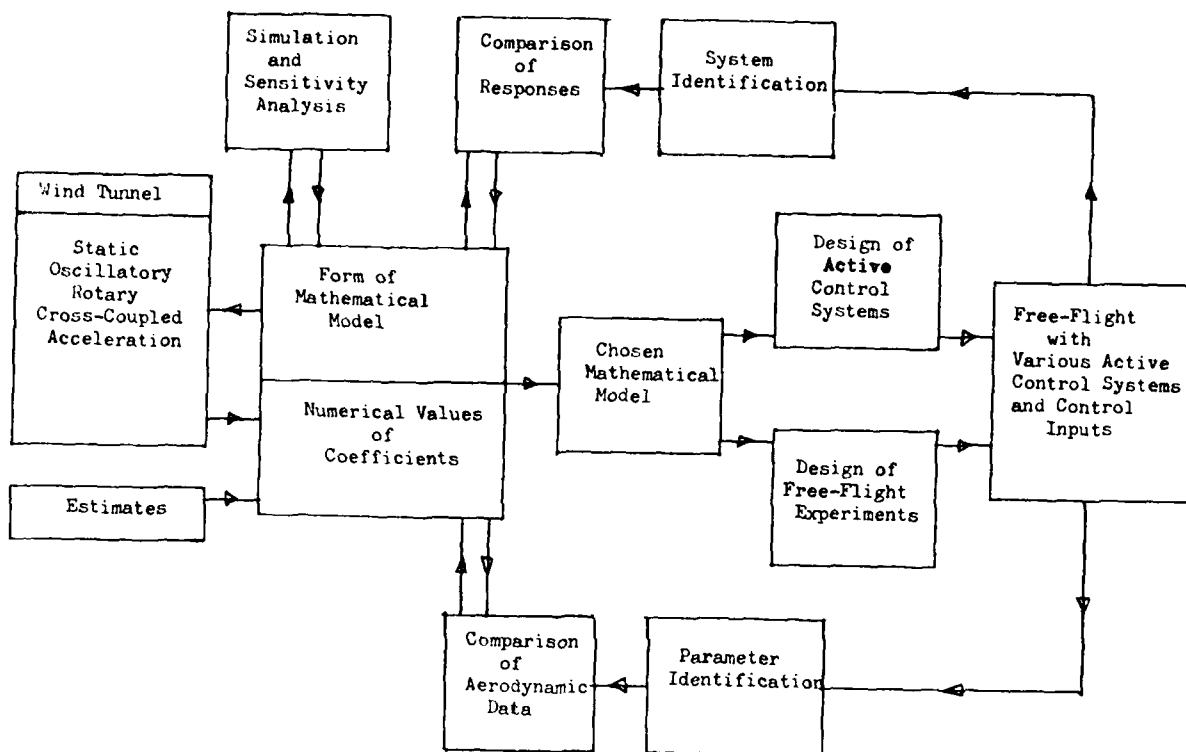 Simulation
and
Sensitivity
Analysis
Comparison
of
Responses
System
Identification
Wind Tunnel
Static
Oscillatory
Rotary
Cross-Coupled
Acceleration
Form of
Mathematical
Model
Numerical Values
of
Coefficients
Estimates
Chosen
Mathematical
Model
Design of
Active
Control
Systems
Design of
Free-Flight
Experiments
Free-Flight
with
Various Active
Control Systems
and Control
Inputs
Comparison
of
Aerodynamic
Data
Parameter
Identification